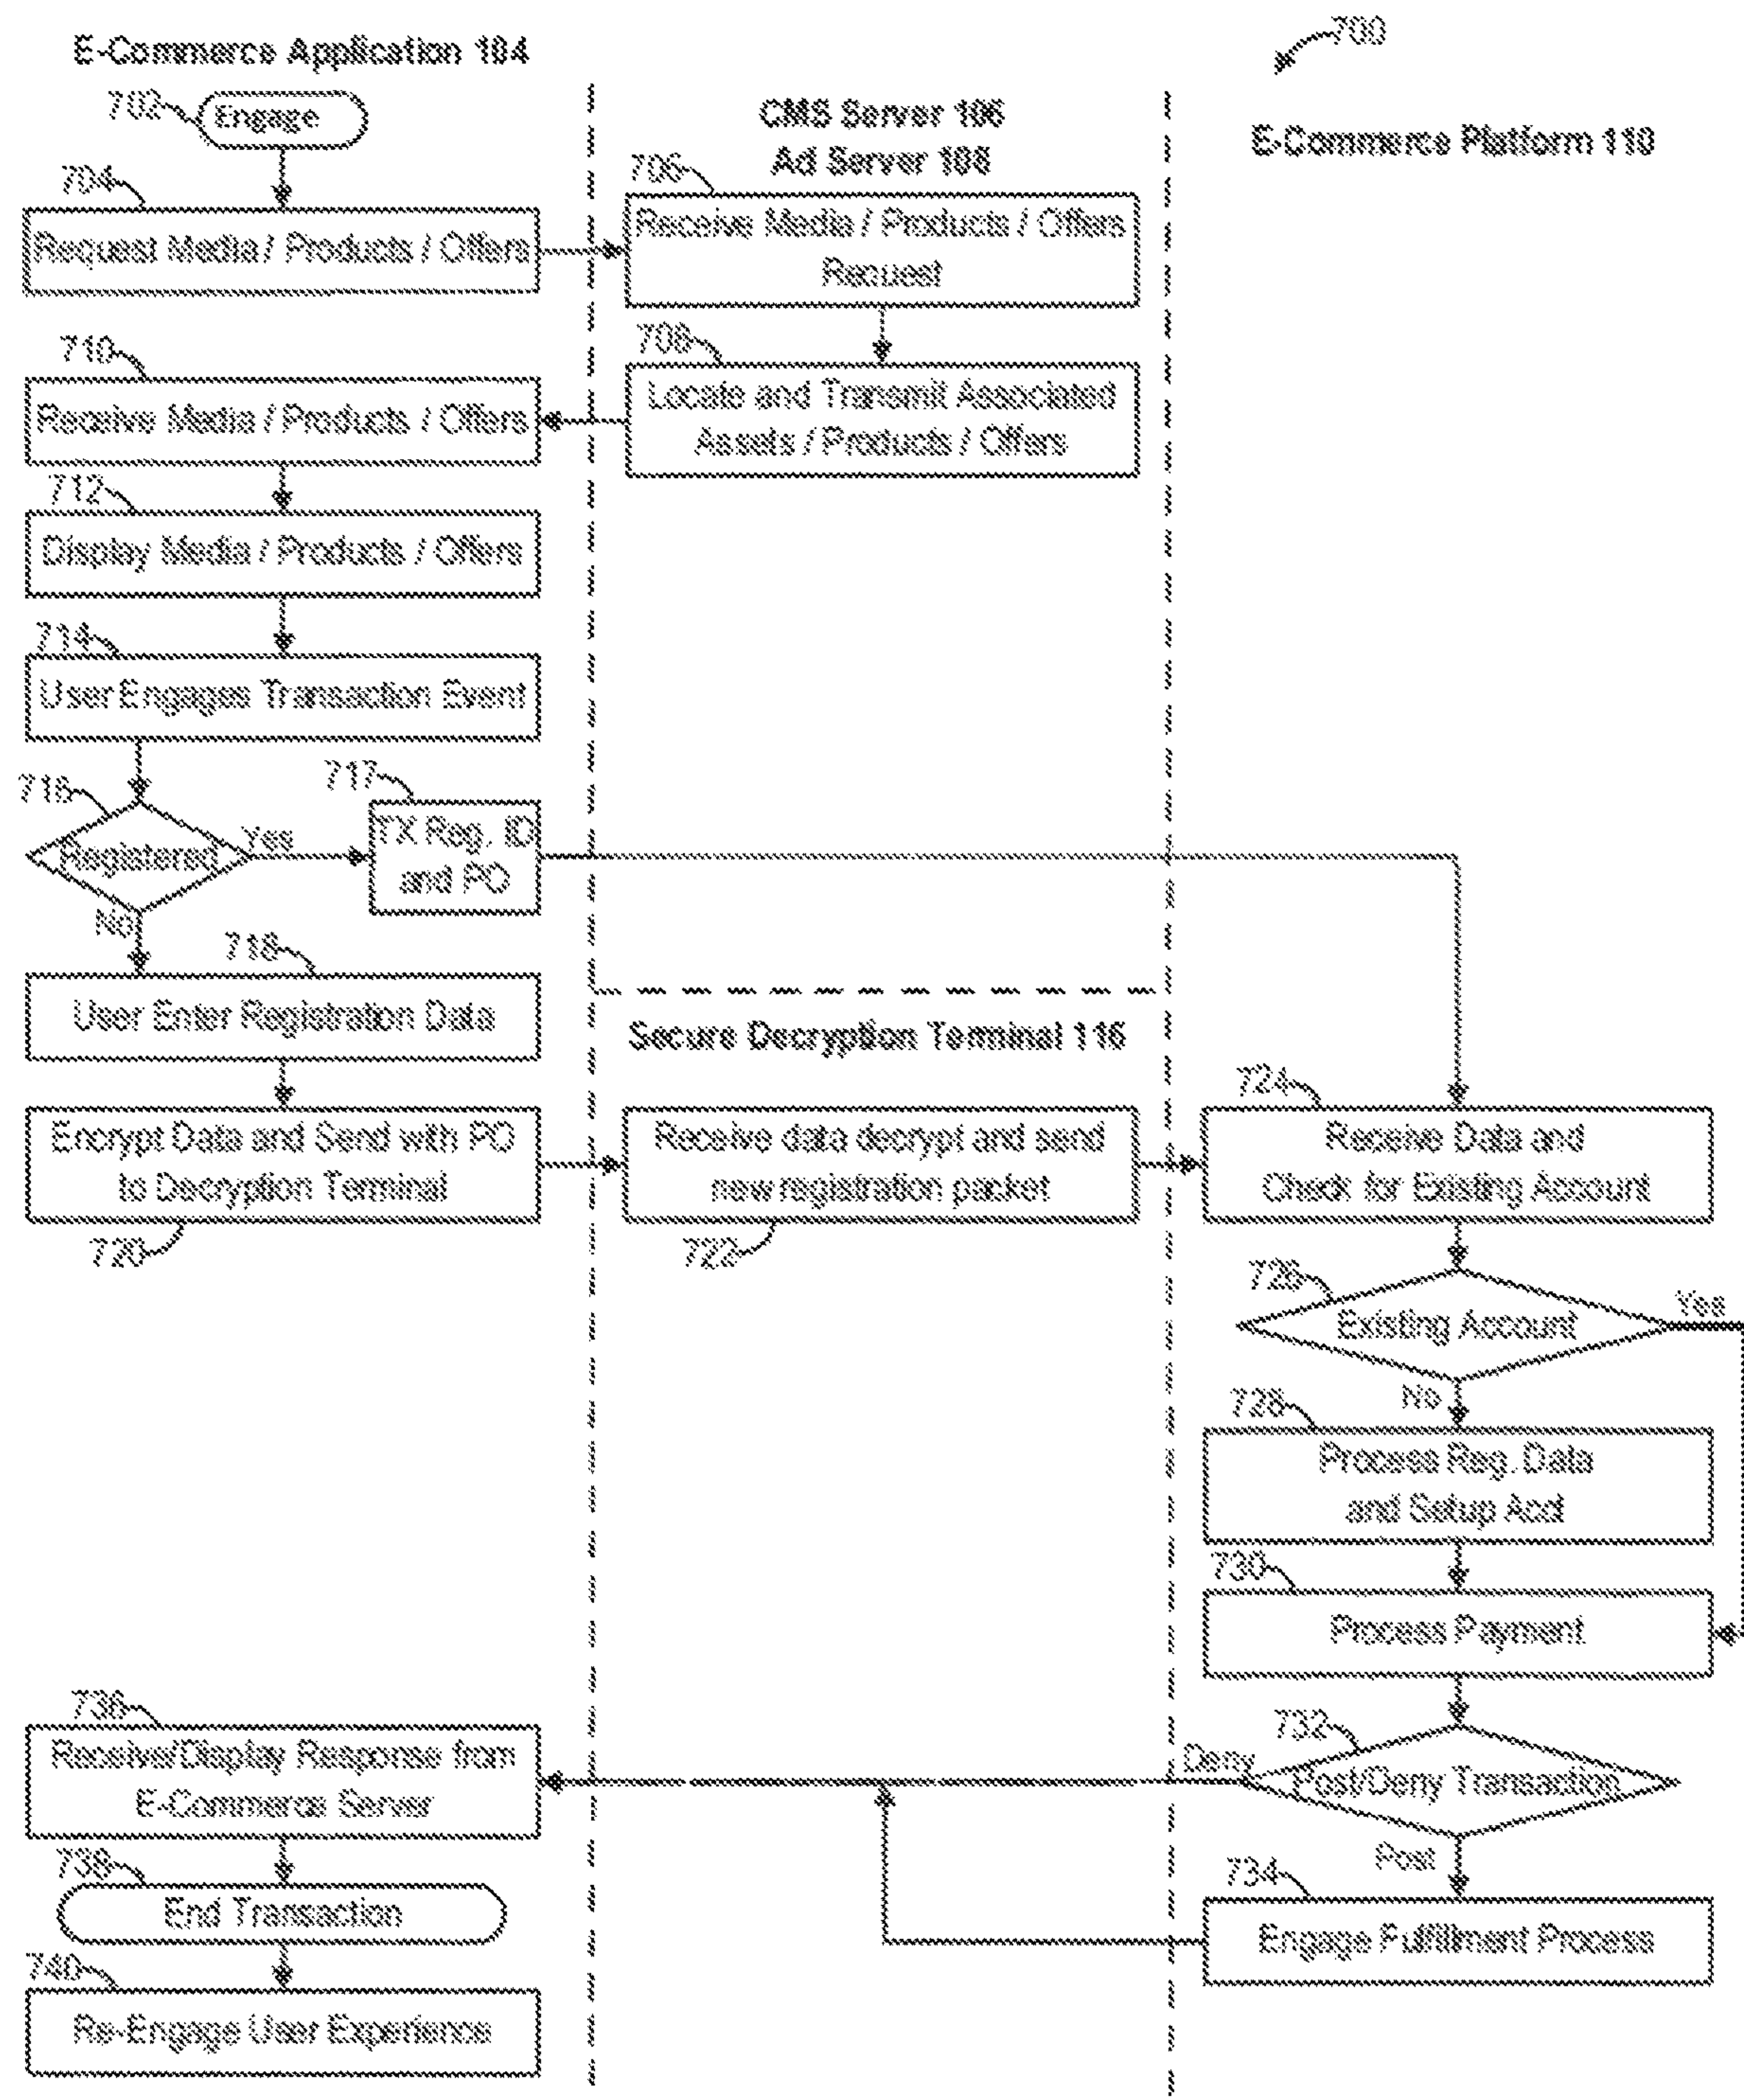 700
E-Commerce Application 104
702
Engage
CMS Server 106
Ad Server 108
E-Commerce Platform 110
704
Request Media / Products / Offers
706
Receive Media / Products / Offers
Request
708
Locate and Transmit Associated
Assets / Products / Offers
710
Receive Media / Products / Offers
712
Display Media / Products / Offers
714
User Engages Transaction Event
716
Registered
Yes
717
TX Reg. ID
and PO
No
718
User Enter Registration Data
Secure Decryption Terminal 116
Encrypt Data and Send with PO
to Decryption Terminal
720
Receive data decrypt and send
new registration packet
722
724
Receive Data and
Check for Existing Account
726
Existing Account
Yes
No
728
Process Reg. Data
and Setup Acct
730
Process Payment
732
Post/Deny Transaction
Deny
Post
734
Engage Fulfillment Process
736
Receive/Display Response from
E-Commerce Server
738
End Transaction
740
Re-Engage User Experience